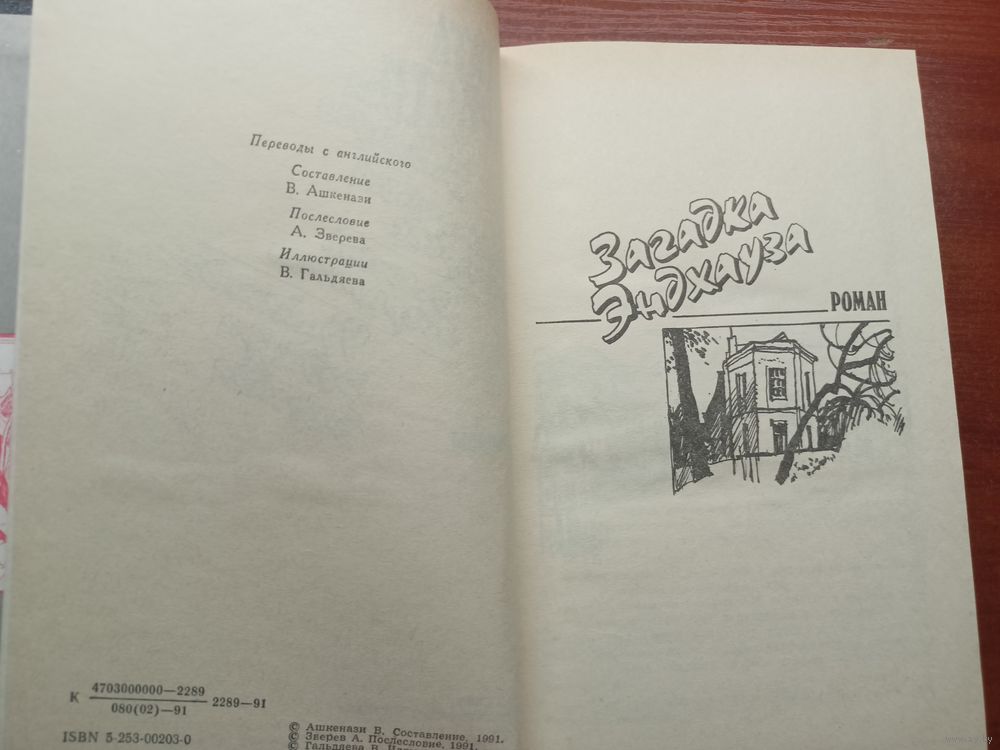 Переводы с английского
Составление
В. Ашкенази
Послесловие
А. Зверева
Иллюстрации
В. Гальдяева
К 4703000000—2289
080(02)—91
2289—91
ISBN 5-253-00203-0
© Ашкенази В. Составление, 1991.
© Зверев А. Послесловие, 1991.
© Гальдяева В.
Загадка
Эндхауза
РОМАН